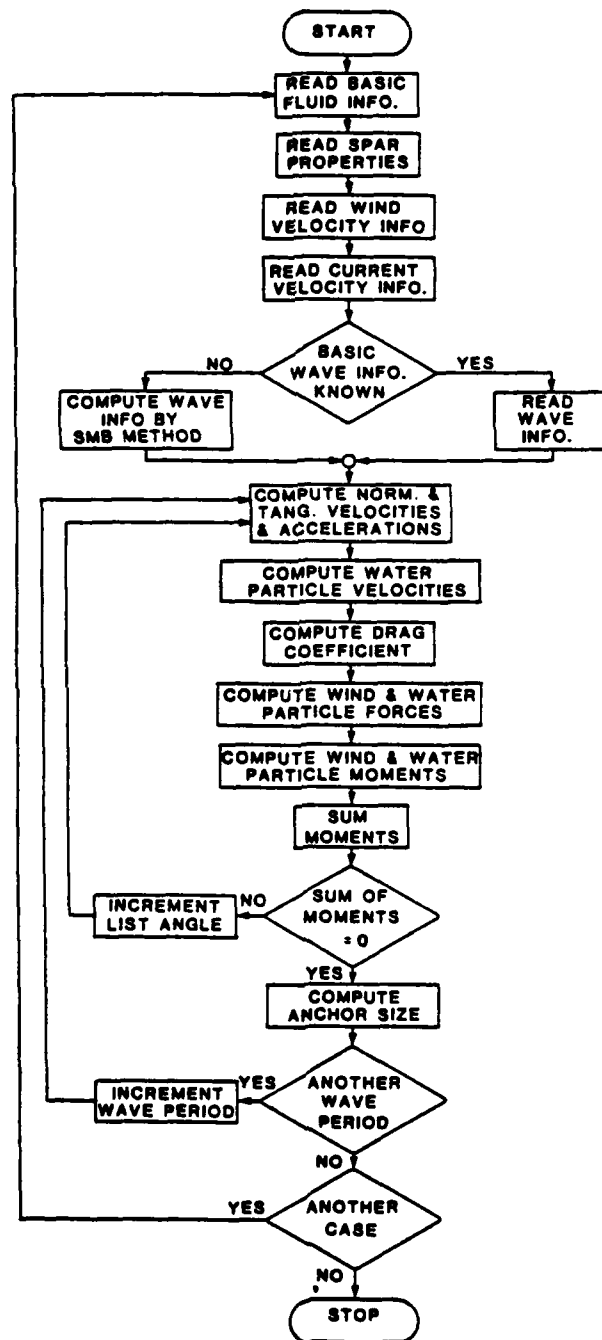 START
READ BASIC
FLUID INFO.
READ SPAR
PROPERTIES
READ WIND
VELOCITY INFO
READ CURRENT
VELOCITY INFO.
BASIC
WAVE INFO.
KNOWN
NO
YES
COMPUTE WAVE
INFO BY
SMB METHOD
READ
WAVE
INFO.
COMPUTE NORM. &
TANG. VELOCITIES
& ACCELERATIONS
COMPUTE WATER
PARTICLE VELOCITIES
COMPUTE DRAG
COEFFICIENT
COMPUTE WIND & WATER
PARTICLE FORCES
COMPUTE WIND & WATER
PARTICLE MOMENTS
SUM
MOMENTS
SUM OF
MOMENTS
= 0
NO
INCREMENT
LIST ANGLE
YES
COMPUTE
ANCHOR SIZE
ANOTHER
WAVE
PERIOD
YES
INCREMENT
WAVE PERIOD
NO
ANOTHER
CASE
YES
NO
STOP